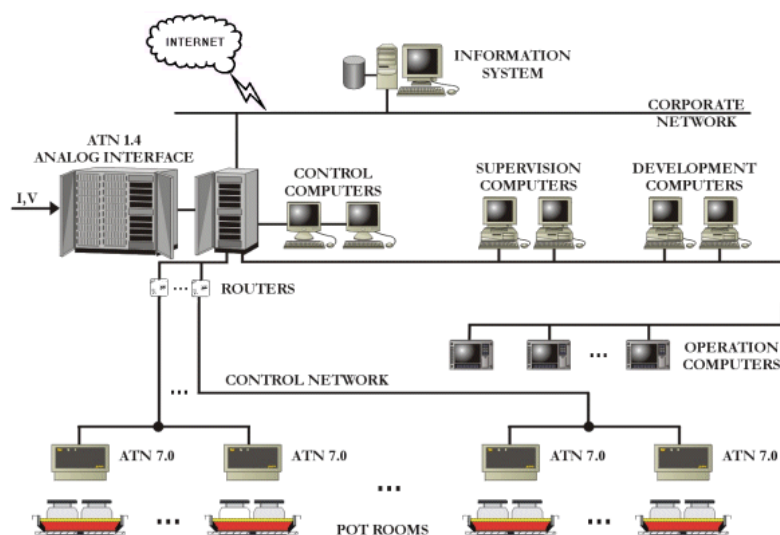 INTERNET
INFORMATION
SYSTEM
CORPORATE
NETWORK
ATN 1.4
ANALOG INTERFACE
I,V
CONTROL
COMPUTERS
SUPERVISION
COMPUTERS
DEVELOPMENT
COMPUTERS
... ROUTERS
...
OPERATION
COMPUTERS
... CONTROL NETWORK
ATN 7.0 ATN 7.0 ATN 7.0 ATN 7.0
...
... ...
POT ROOMS